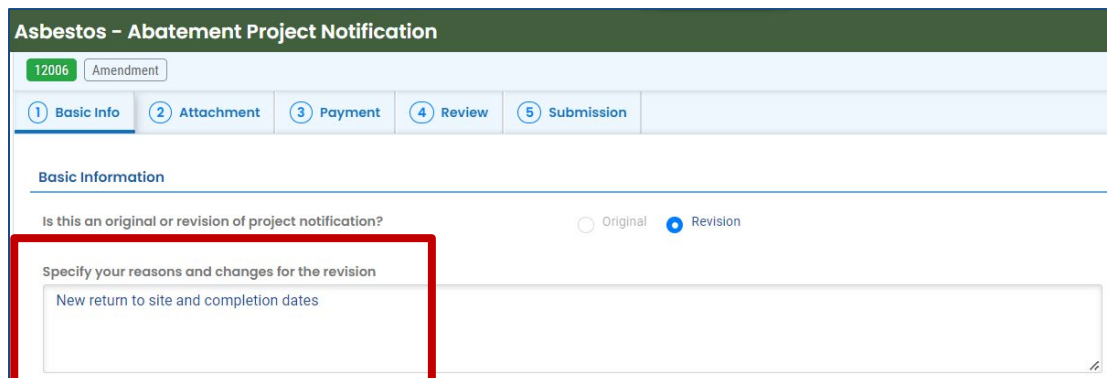 Asbestos - Abatement Project Notification
12006 Amendment
1 Basic Info 2 Attachment 3 Payment 4 Review 5 Submission
Basic Information
Is this an original or revision of project notification? Original Revision
Specify your reasons and changes for the revision
New return to site and completion dates